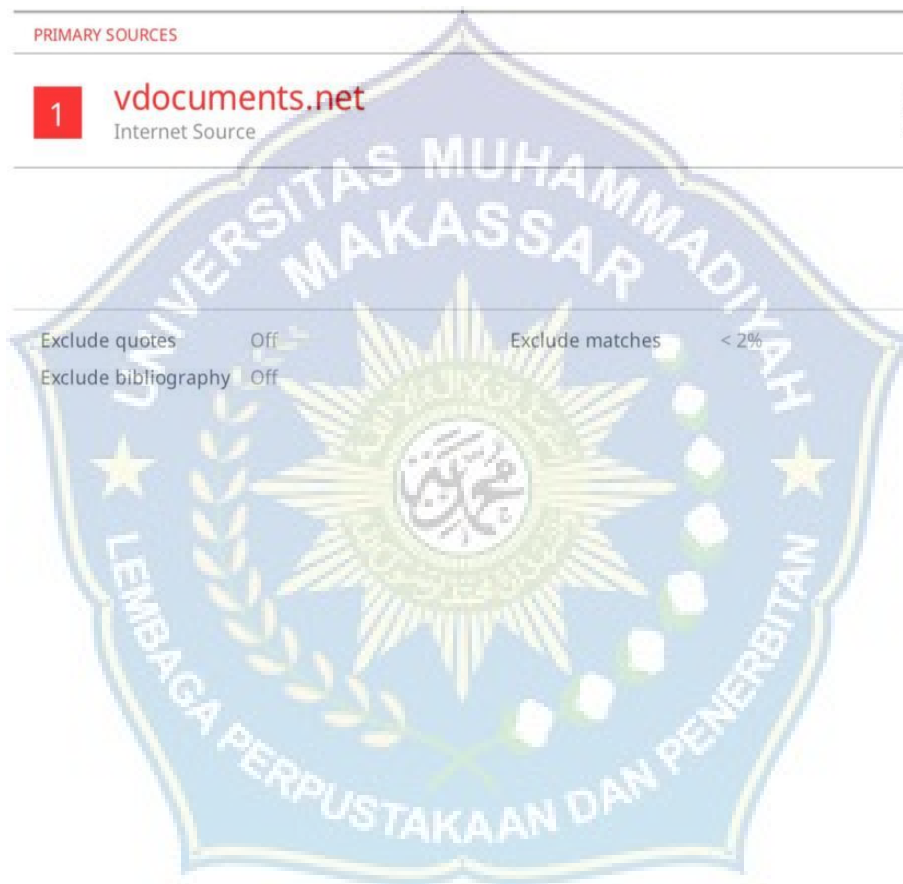 PRIMARY SOURCES
1 vdocuments.net
Internet Source
UNIVERSITAS MUHAMMADIYAH
MAKASSAR
Exclude quotes Off Exclude matches < 2%
Exclude bibliography Off
LEMBAGA PERPUSTAKAAN DAN PENERBITAN